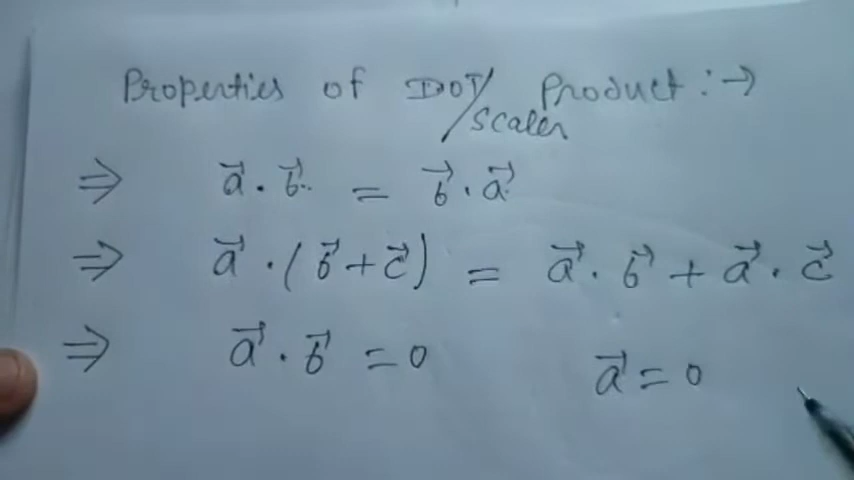 Properties of DOT/ Product :→
scaler
⇒ a⃗ . b⃗ = b⃗ . a⃗
⇒ a⃗ . (b⃗ + c⃗) = a⃗ . b⃗ + a⃗ . c⃗
⇒ a⃗ . b⃗ = 0 a⃗ = 0